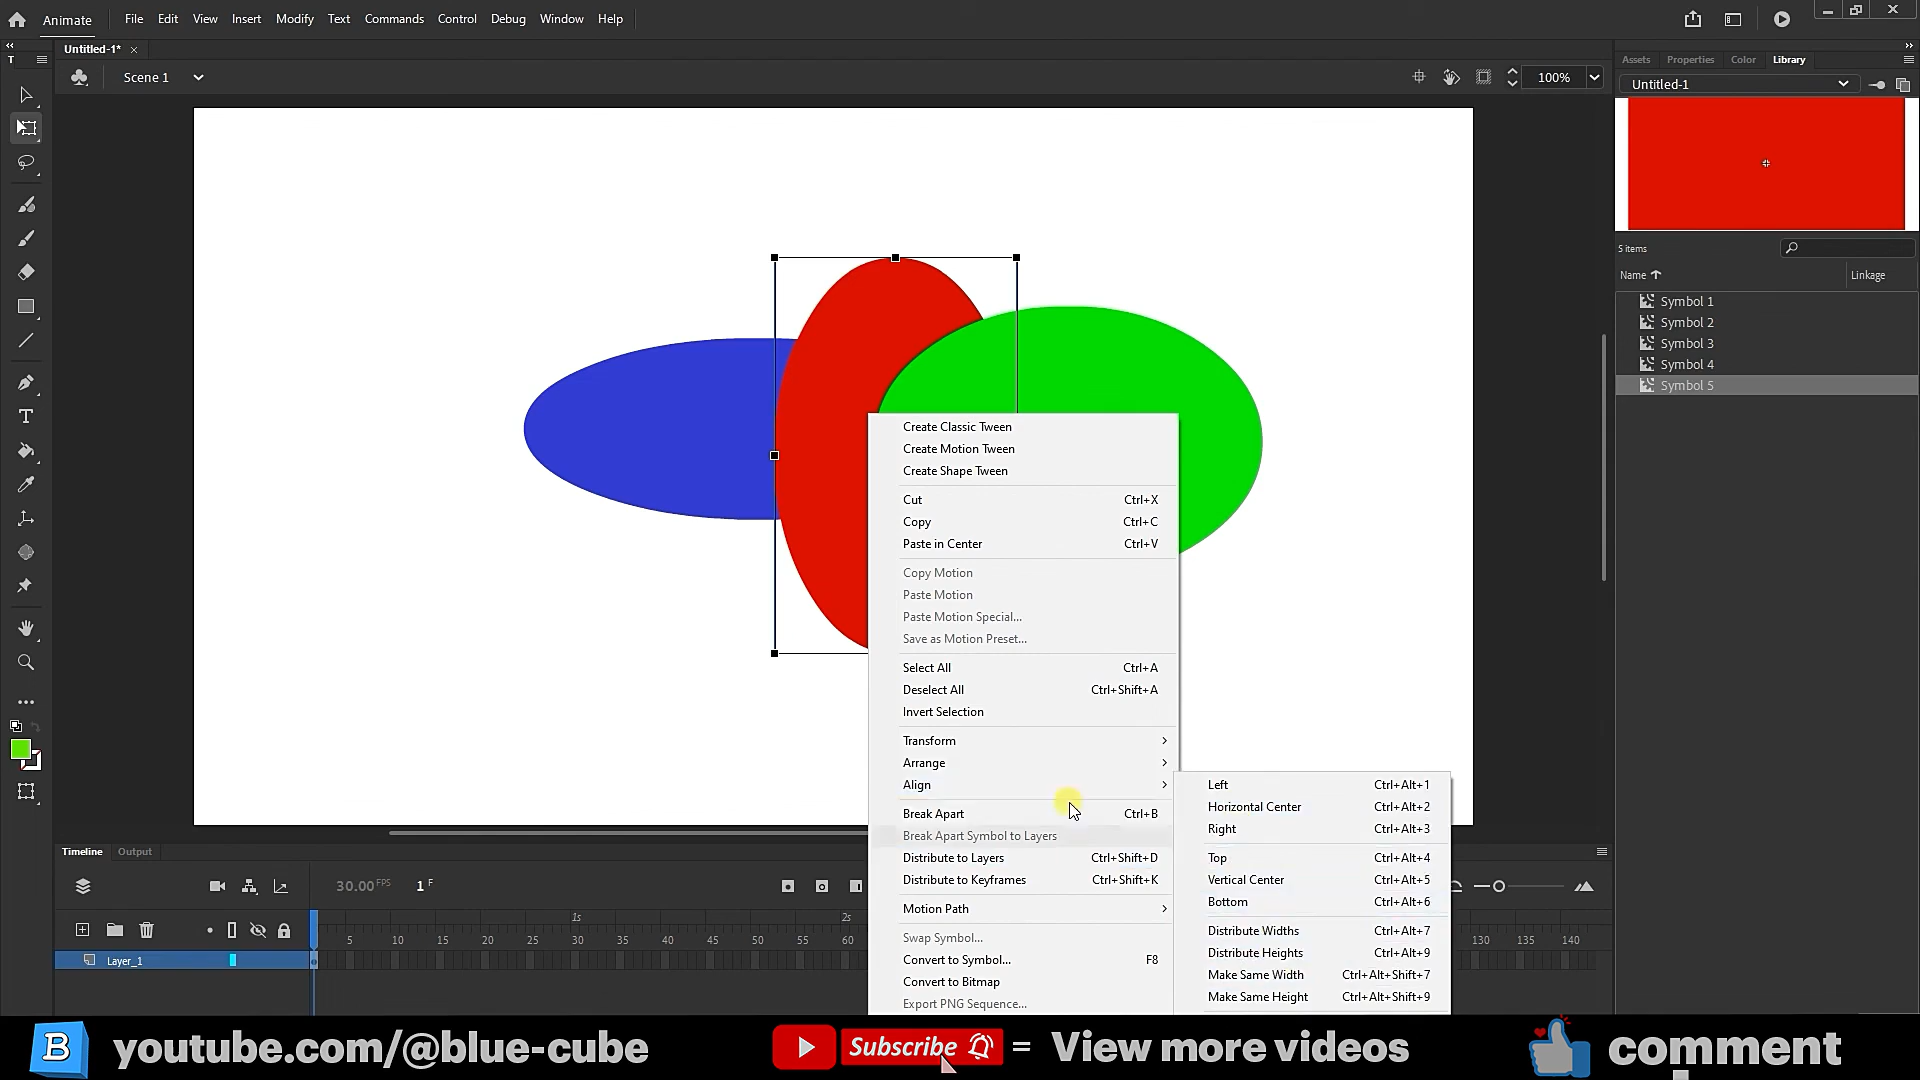 Animate File Edit View Insert Modify Text Commands Control Debug Window Help
Untitled-1* ×
T
Scene 1 100%
Assets Properties Color Library
Untitled-1
5 items
Name Linkage
Symbol 1
Symbol 2
Symbol 3
Symbol 4
Symbol 5
Create Classic Tween
Create Motion Tween
Create Shape Tween
Cut Ctrl+X
Copy Ctrl+C
Paste in Center Ctrl+V
Copy Motion
Paste Motion
Paste Motion Special...
Save as Motion Preset...
Select All Ctrl+A
Deselect All Ctrl+Shift+A
Invert Selection
Transform
Arrange
Align
Break Apart Ctrl+B
Break Apart Symbol to Layers
Distribute to Layers Ctrl+Shift+D
Distribute to Keyframes Ctrl+Shift+K
Motion Path
Swap Symbol...
Convert to Symbol... F8
Convert to Bitmap
Export PNG Sequence...
Left Ctrl+Alt+1
Horizontal Center Ctrl+Alt+2
Right Ctrl+Alt+3
Top Ctrl+Alt+4
Vertical Center Ctrl+Alt+5
Bottom Ctrl+Alt+6
Distribute Widths Ctrl+Alt+7
Distribute Heights Ctrl+Alt+9
Make Same Width Ctrl+Alt+Shift+7
Make Same Height Ctrl+Alt+Shift+9
Timeline Output
30.00 FPS 1 F
1s 2s
5 10 15 20 25 30 35 40 45 50 55 60 130 135 140
Layer_1
B youtube.com/@blue-cube Subscribe = View more videos comment